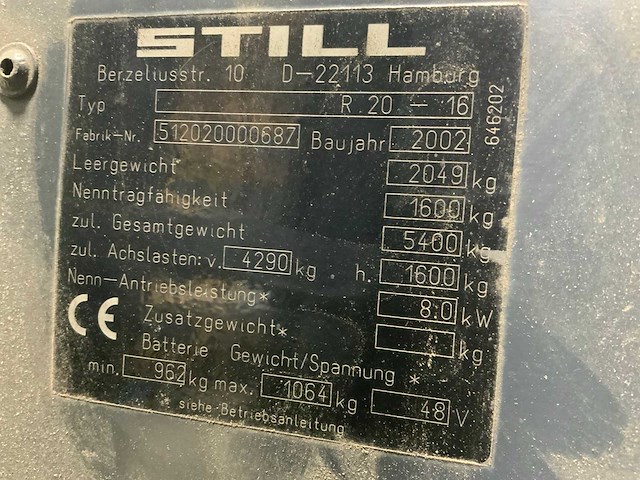 STILL
Berzeliusstr. 10 D-22113 Hamburg
Typ R 20 - 16
Fabrik-Nr. 512020000687 Baujahr 2002
646202
Leergewicht 2049 kg
Nenntragfähigkeit 1600 kg
zul. Gesamtgewicht 5400 kg
zul. Achslasten: v. 4290 kg h. 1600 kg
Nenn-Antriebsleistung* 8.0 kW
CE Zusatzgewicht* kg
Batterie Gewicht/Spannung *
min. 962 kg max. 1064 kg 48 V
siehe Betriebsanleitung